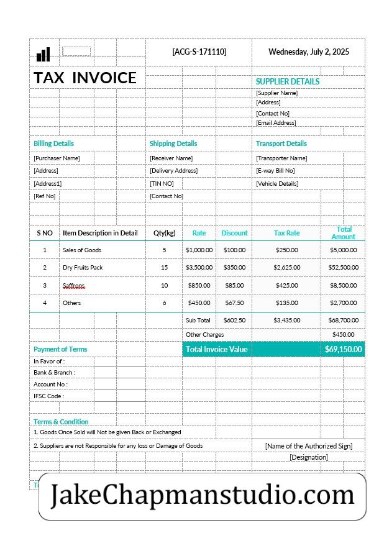 [ACG-S-171110] Wednesday, July 2, 2025
TAX INVOICE
SUPPLIER DETAILS
[Supplier Name]
[Address]
[Contact No]
[Email Address]
Billing Details Shipping Details Transport Details
[Purchaser Name] [Receiver Name] [Transporter Name]
[Address] [Delivery Address] [E-way Bill No]
[Address1] [TIN NO] [Vehicle Details]
[Ref No] [Contact No]
S NO Item Description in Detail Qty(kg) Rate Discount Tax Rate Total Amount
1 Sales of Goods 5 $1,000.00 $100.00 $250.00 $5,000.00
2 Dry Fruits Pack 15 $3,500.00 $350.00 $2,625.00 $52,500.00
3 Saffrons 10 $850.00 $85.00 $425.00 $8,500.00
4 Others 6 $450.00 $67.50 $135.00 $2,700.00
Sub Total $602.50 $3,435.00 $68,700.00
Other Charges $450.00
Payment of Terms Total Invoice Value $69,150.00
In Favor of :
Bank & Branch :
Account No :
IFSC Code :
Terms & Condition
1. Goods Once Sold will Not be given Back or Exchanged
2. Suppliers are not Responsible for any loss or Damage of Goods [Name of the Authorized Sign]
[Designation]
JakeChapmanstudio.com